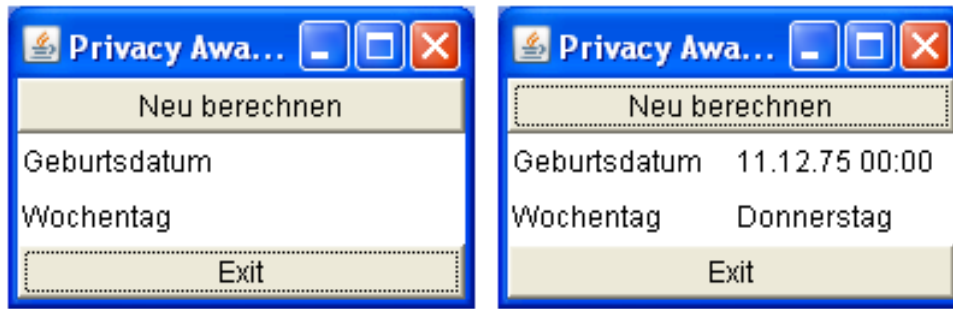 Privacy Awa...
Neu berechnen
Geburtsdatum
Wochentag
Exit
Privacy Awa...
Neu berechnen
Geburtsdatum 11.12.75 00:00
Wochentag Donnerstag
Exit